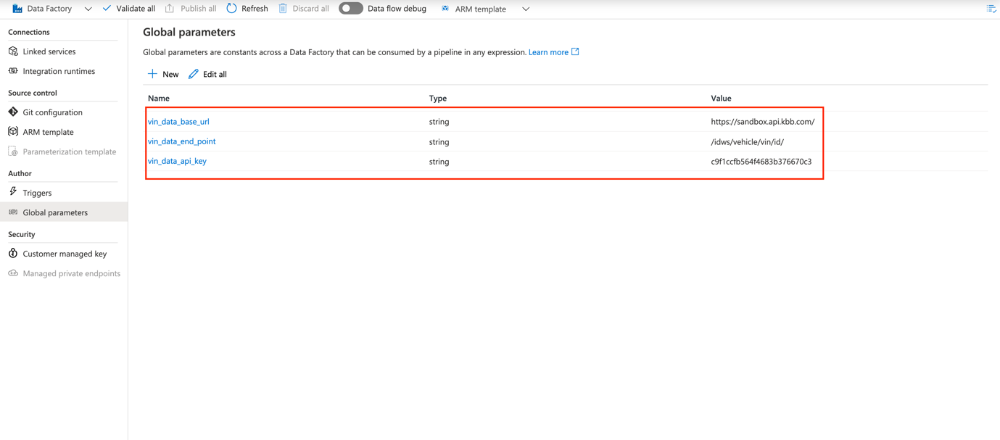 Data Factory Validate all Publish all Refresh Discard all Data flow debug ARM template
Connections
Linked services
Integration runtimes
Source control
Git configuration
ARM template
Parameterization template
Author
Triggers
Global parameters
Security
Customer managed key
Managed private endpoints
Global parameters
Global parameters are constants across a Data Factory that can be consumed by a pipeline in any expression. Learn more
New Edit all
Name Type Value
vin_data_base_url string https://sandbox.api.kbb.com/
vin_data_end_point string /idws/vehicle/vin/id/
vin_data_api_key string c9f1ccfb564f4683b376670c3